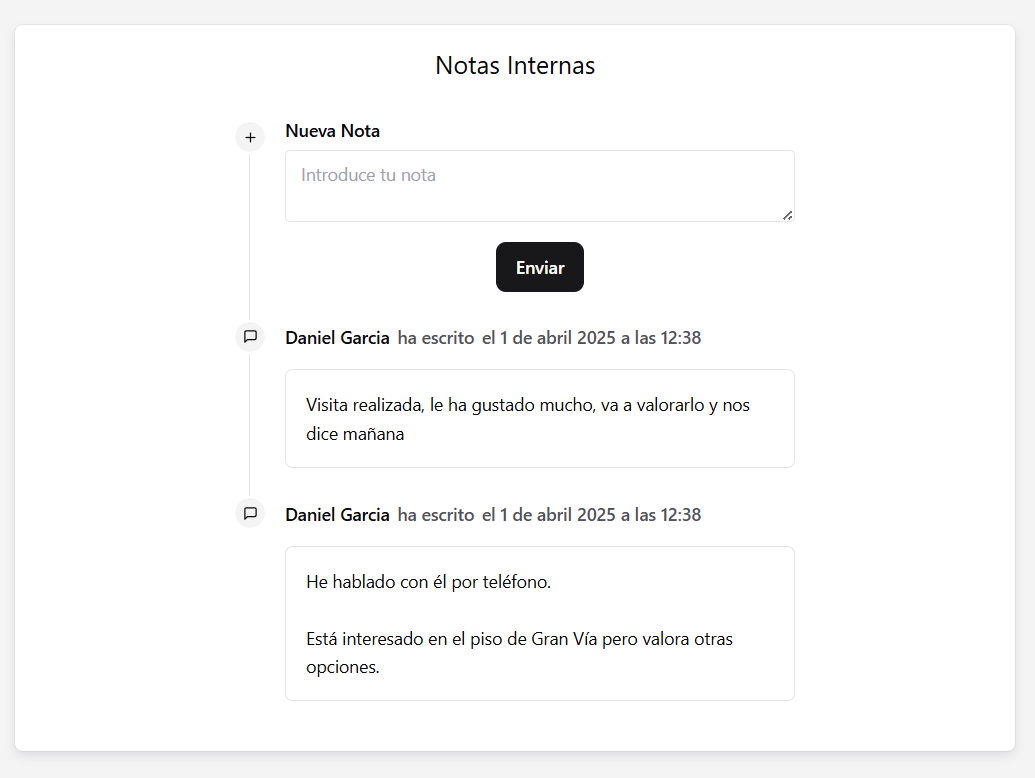 Notas Internas
Nueva Nota
Introduce tu nota
Enviar
Daniel Garcia ha escrito el 1 de abril 2025 a las 12:38
Visita realizada, le ha gustado mucho, va a valorarlo y nos
dice mañana
Daniel Garcia ha escrito el 1 de abril 2025 a las 12:38
He hablado con él por teléfono.
Está interesado en el piso de Gran Vía pero valora otras
opciones.